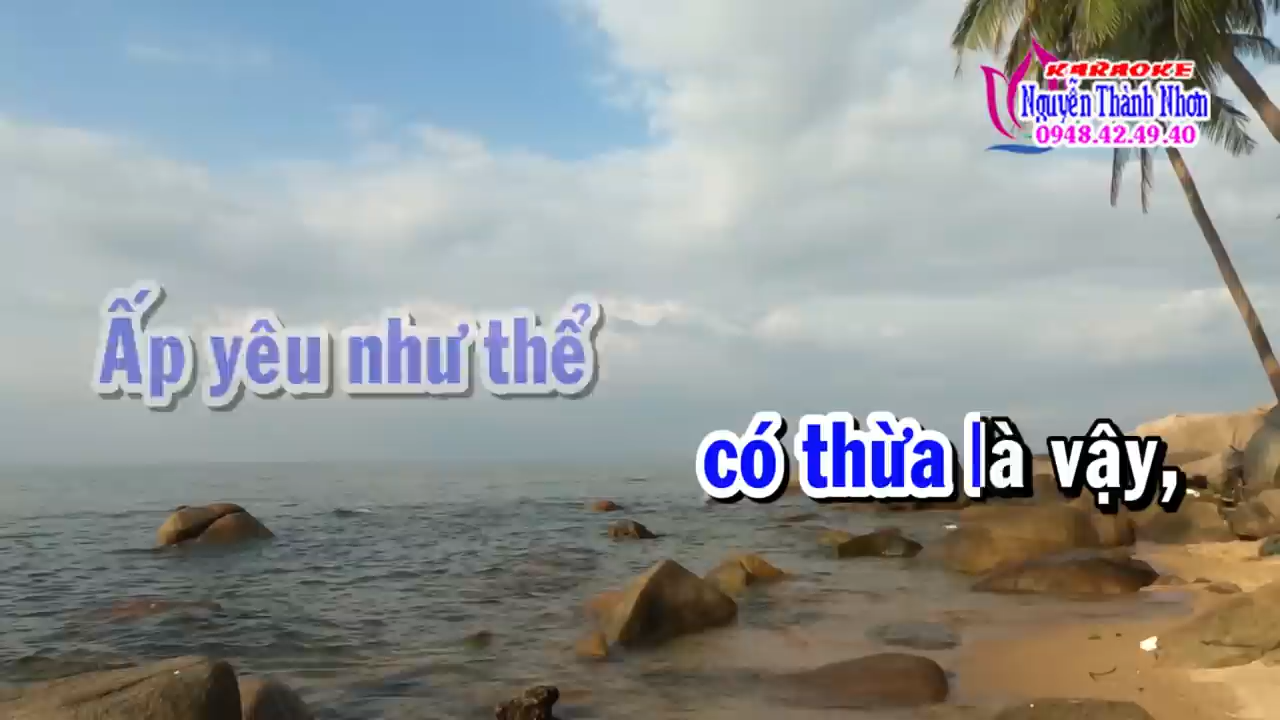 KARAOKE
Nguyễn Thành Nhơn
0948.42.49.40
Ấp yêu như thể
có thừa là vậy,